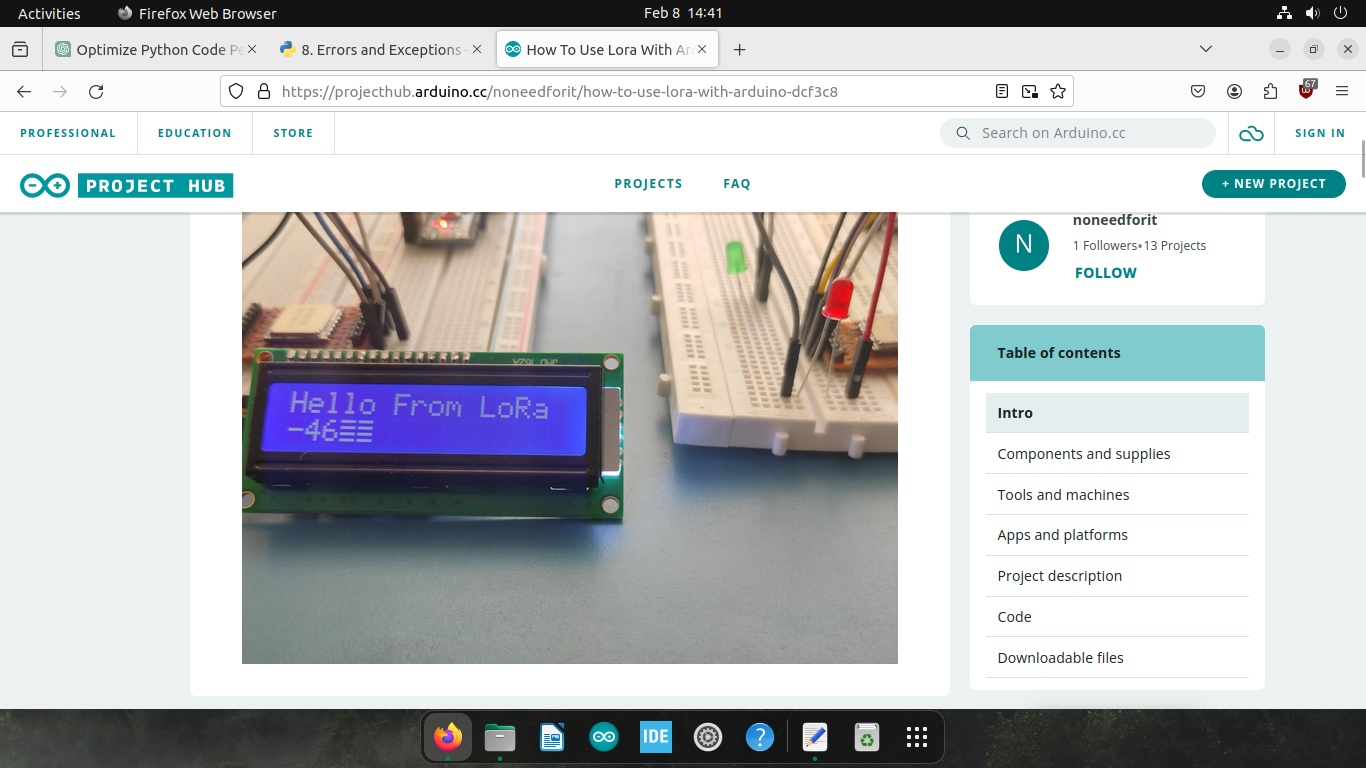 Activities
Firefox Web Browser
Feb 8 14:41
Optimize Python Code Pe
8. Errors and Exceptions
How To Use Lora With Ar
https://projecthub.arduino.cc/noneedforit/how-to-use-lora-with-arduino-dcf3c8
67
PROFESSIONAL
EDUCATION
STORE
Search on Arduino.cc
SIGN IN
PROJECT HUB
PROJECTS
FAQ
+ NEW PROJECT
N
noneedforit
1 Followers•13 Projects
FOLLOW
Hello From LoRa
-46
Table of contents
Intro
Components and supplies
Tools and machines
Apps and platforms
Project description
Code
Downloadable files
IDE
?